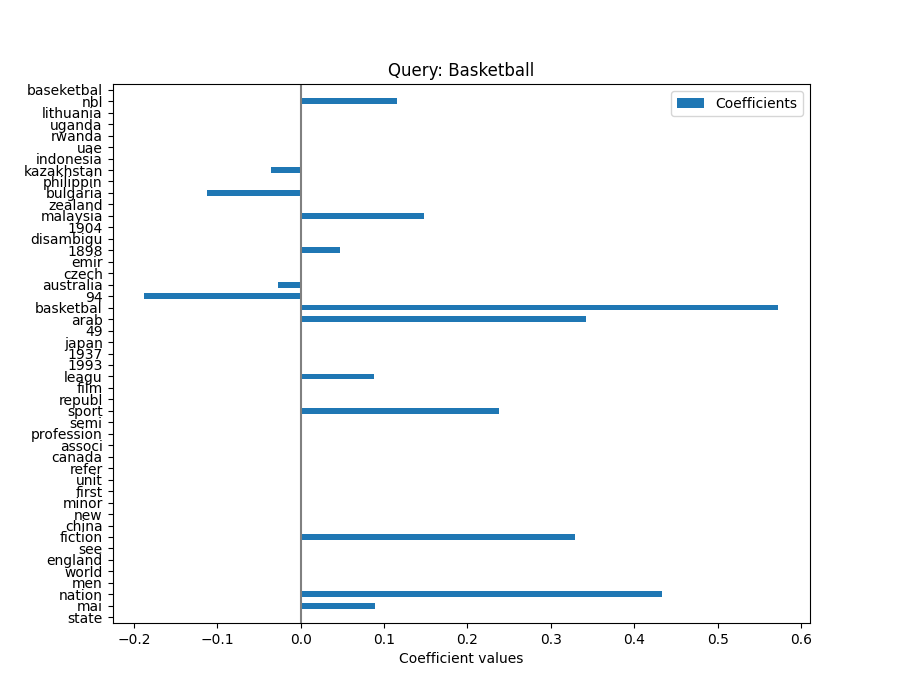 Query: Basketball
Coefficients
baseketbal
nbl
lithuania
uganda
rwanda
uae
indonesia
kazakhstan
philippin
bulgaria
zealand
malaysia
1904
disambigu
1898
emir
czech
australia
94
basketbal
arab
49
japan
1937
1993
leagu
film
republ
sport
semi
profession
associ
canada
refer
unit
first
minor
new
china
fiction
see
england
world
men
nation
mai
state
−0.2 −0.1 0.0 0.1 0.2 0.3 0.4 0.5 0.6
Coefficient values